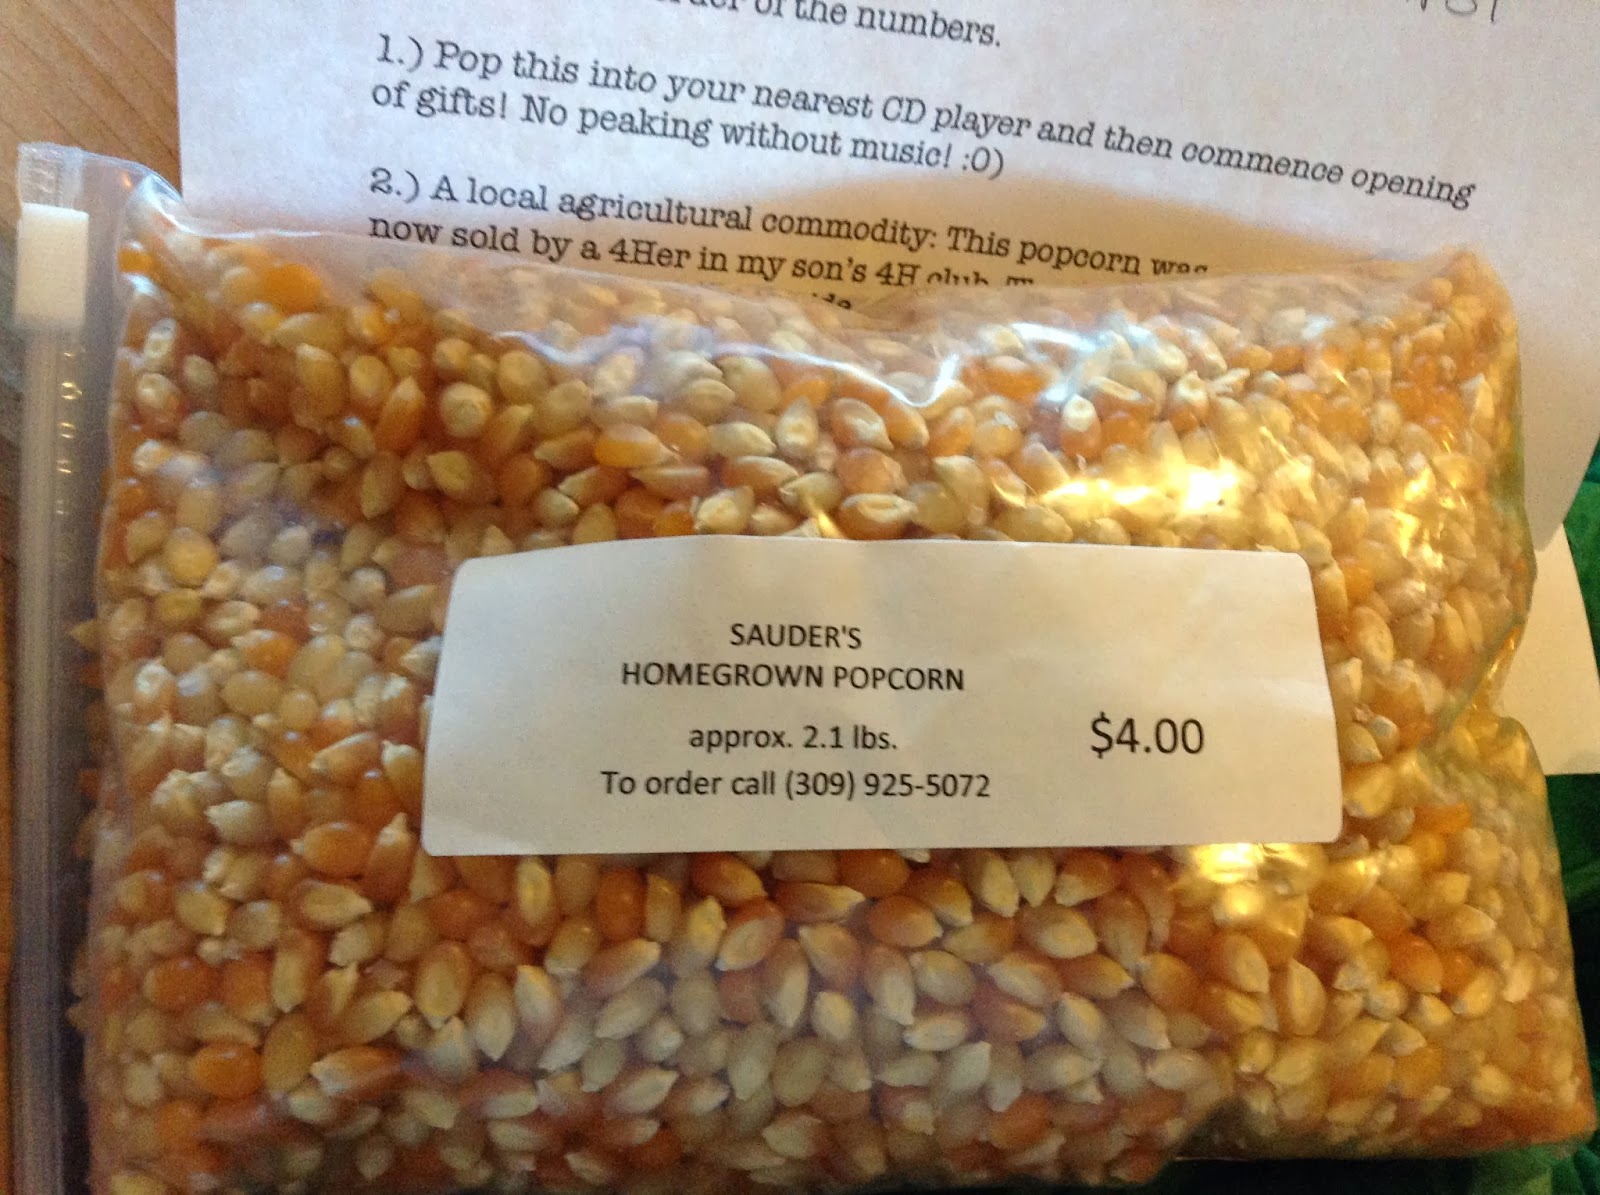 of the numbers.
1.) Pop this into your nearest CD player and then commence opening
of gifts! No peaking without music! :0)
2.) A local agricultural commodity: This popcorn was
now sold by a 4Her in my son's 4H club.
SAUDER'S
HOMEGROWN POPCORN
approx. 2.1 lbs.
$4.00
To order call (309) 925-5072